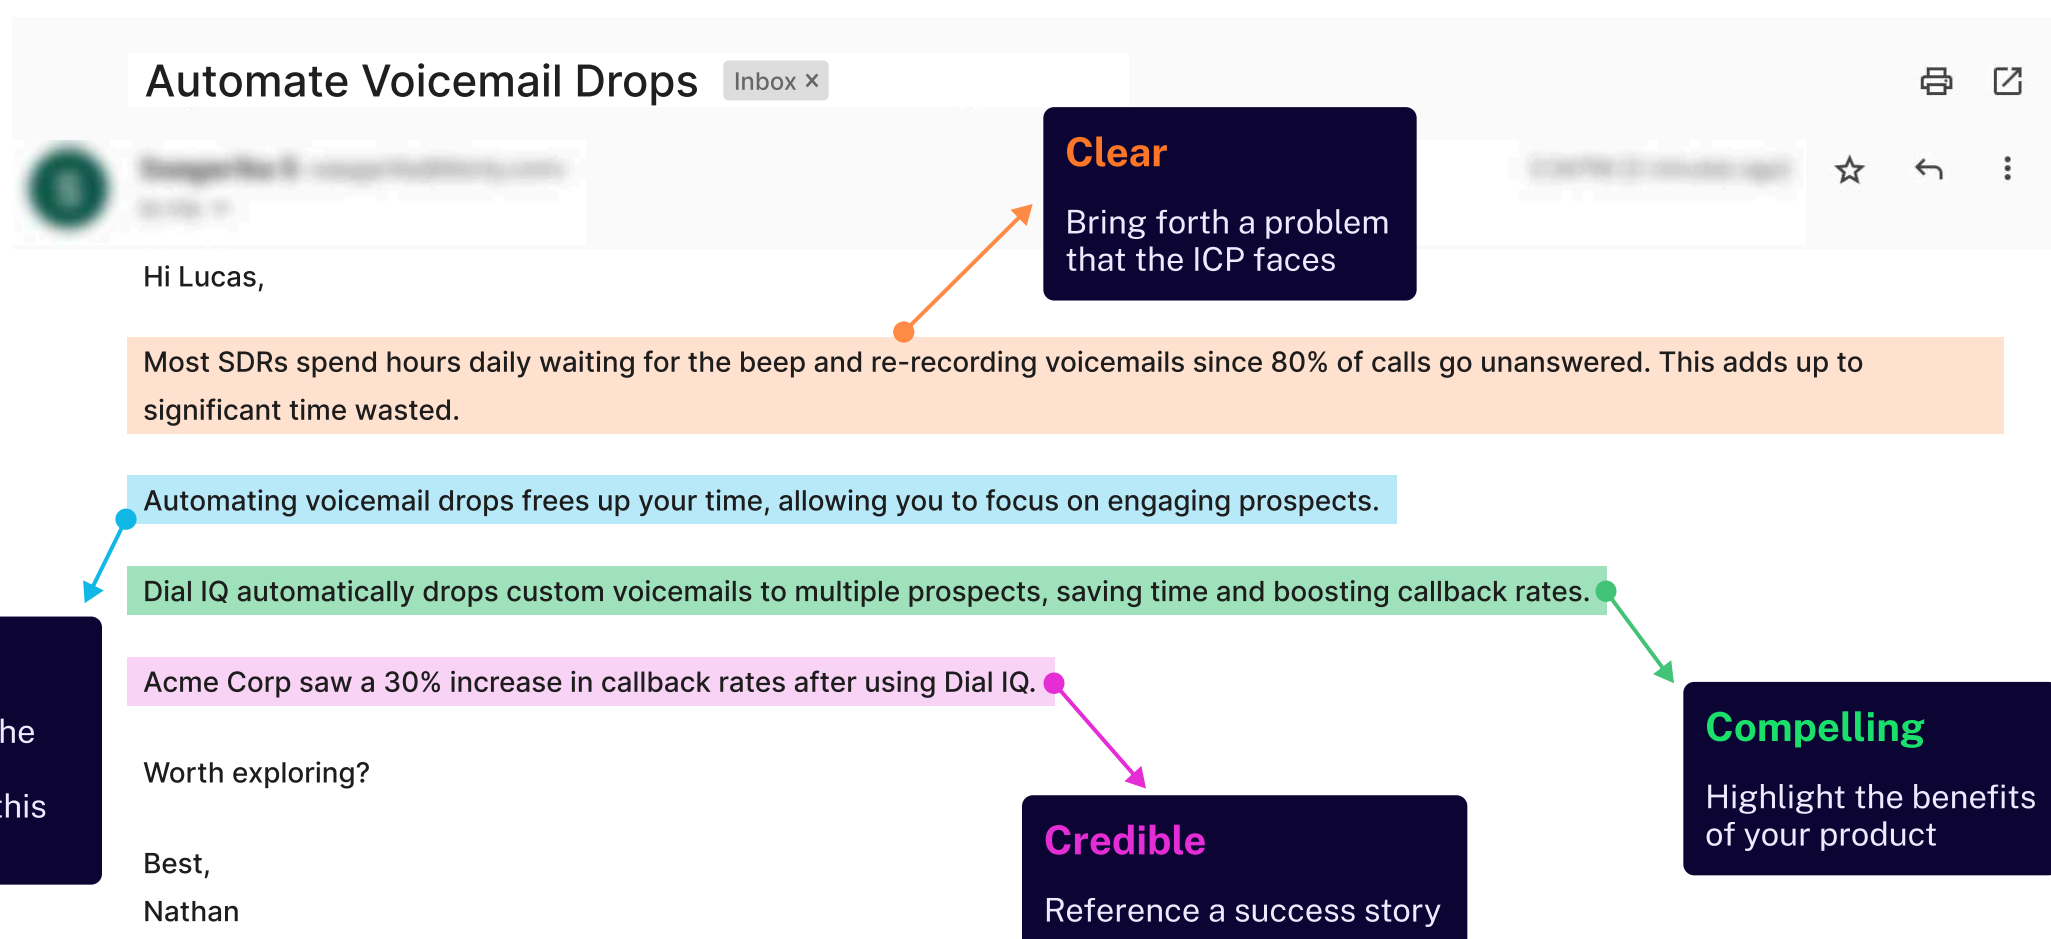 Automate Voicemail Drops Inbox ×
Clear
Bring forth a problem
that the ICP faces
Hi Lucas,
Most SDRs spend hours daily waiting for the beep and re-recording voicemails since 80% of calls go unanswered. This adds up to
significant time wasted.
Automating voicemail drops frees up your time, allowing you to focus on engaging prospects.
Dial IQ automatically drops custom voicemails to multiple prospects, saving time and boosting callback rates.
Acme Corp saw a 30% increase in callback rates after using Dial IQ.
he
this
Worth exploring?
Compelling
Highlight the benefits
of your product
Credible
Reference a success story
Best,
Nathan